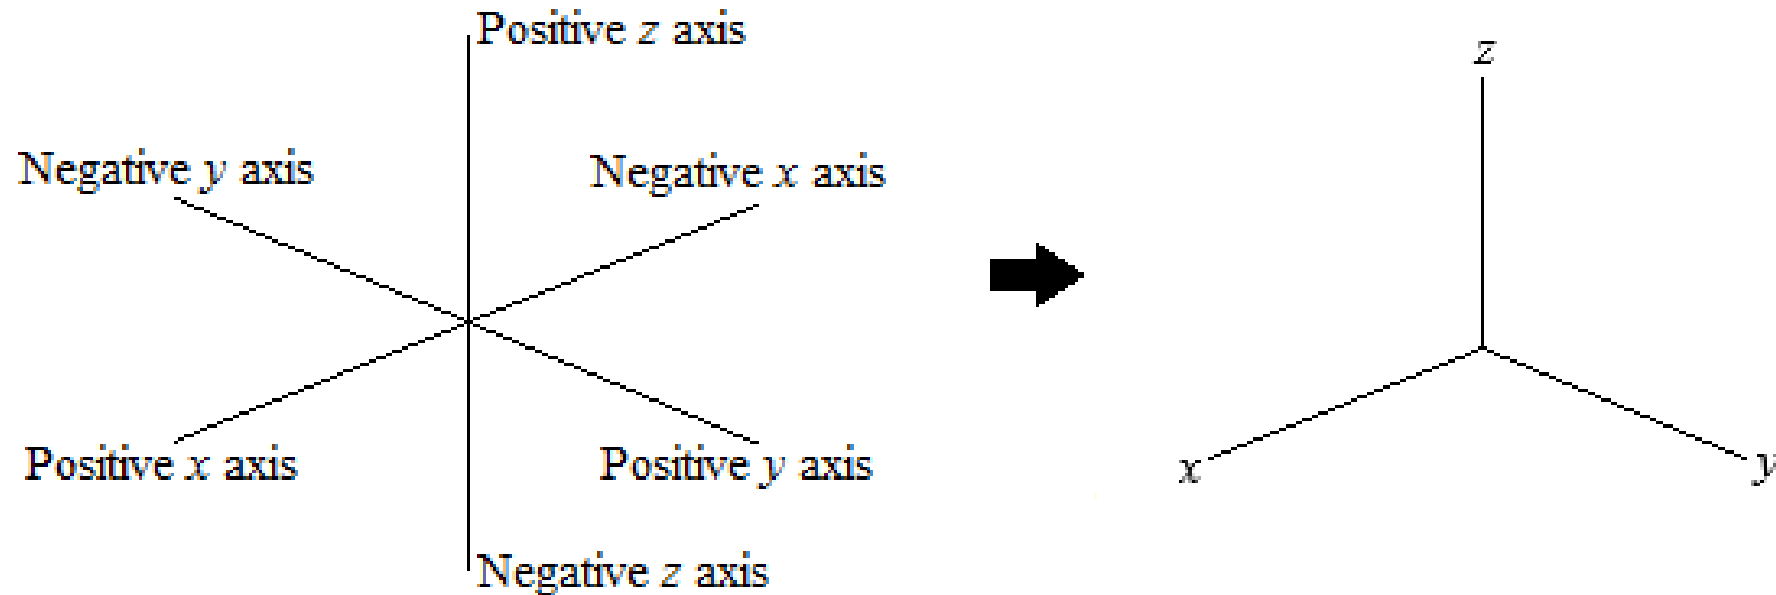 Positive z axis
Negative y axis
Negative x axis
Positive x axis
Positive y axis
Negative z axis
z
x
y